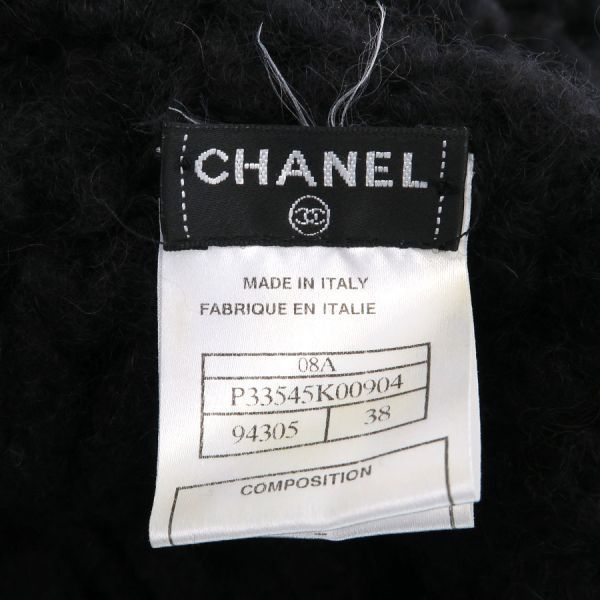 CHANEL
MADE IN ITALY
FABRIQUE EN ITALIE
08A
P33545K00904
94305 38
COMPOSITION